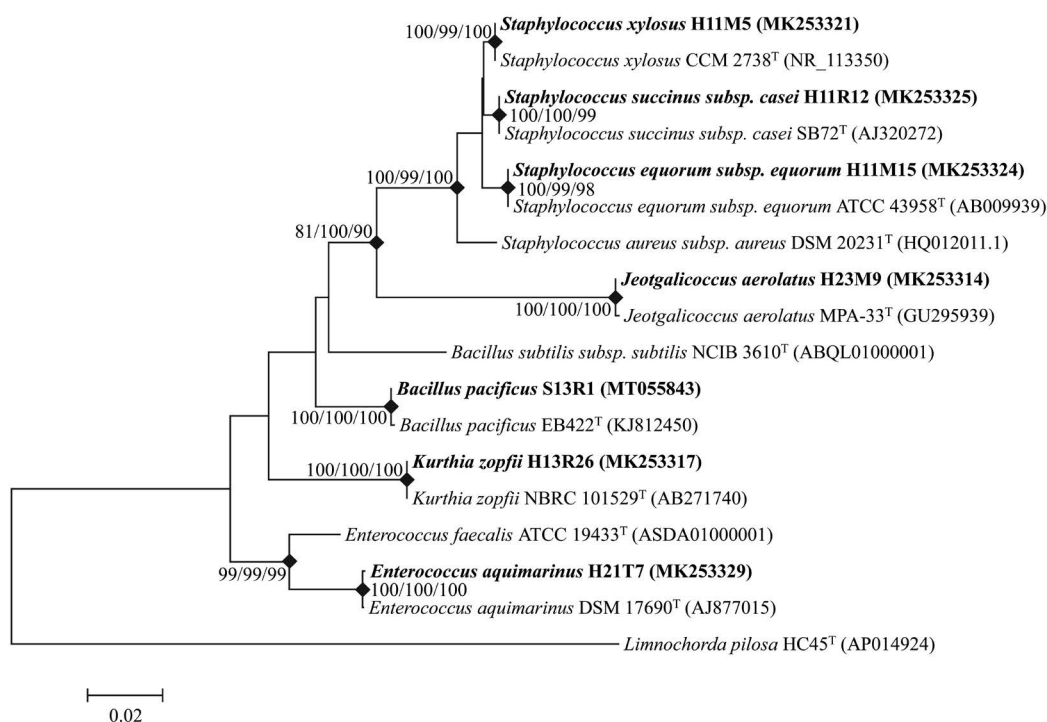 Staphylococcus xylosus H11M5 (MK253321)
100/99/100
Staphylococcus xylosus CCM 2738ᵀ (NR_113350)
Staphylococcus succinus subsp. casei H11R12 (MK253325)
100/100/99
Staphylococcus succinus subsp. casei SB72ᵀ (AJ320272)
Staphylococcus equorum subsp. equorum H11M15 (MK253324)
100/99/100
100/99/98
Staphylococcus equorum subsp. equorum ATCC 43958ᵀ (AB009939)
81/100/90
Staphylococcus aureus subsp. aureus DSM 20231ᵀ (HQ012011.1)
Jeotgalicoccus aerolatus H23M9 (MK253314)
100/100/100
Jeotgalicoccus aerolatus MPA-33ᵀ (GU295939)
Bacillus subtilis subsp. subtilis NCIB 3610ᵀ (ABQL01000001)
Bacillus pacificus S13R1 (MT055843)
100/100/100
Bacillus pacificus EB422ᵀ (KJ812450)
Kurthia zopfii H13R26 (MK253317)
100/100/100
Kurthia zopfii NBRC 101529ᵀ (AB271740)
Enterococcus faecalis ATCC 19433ᵀ (ASDA01000001)
99/99/99
Enterococcus aquimarinus H21T7 (MK253329)
100/100/100
Enterococcus aquimarinus DSM 17690ᵀ (AJ877015)
Limnochorda pilosa HC45ᵀ (AP014924)
0.02